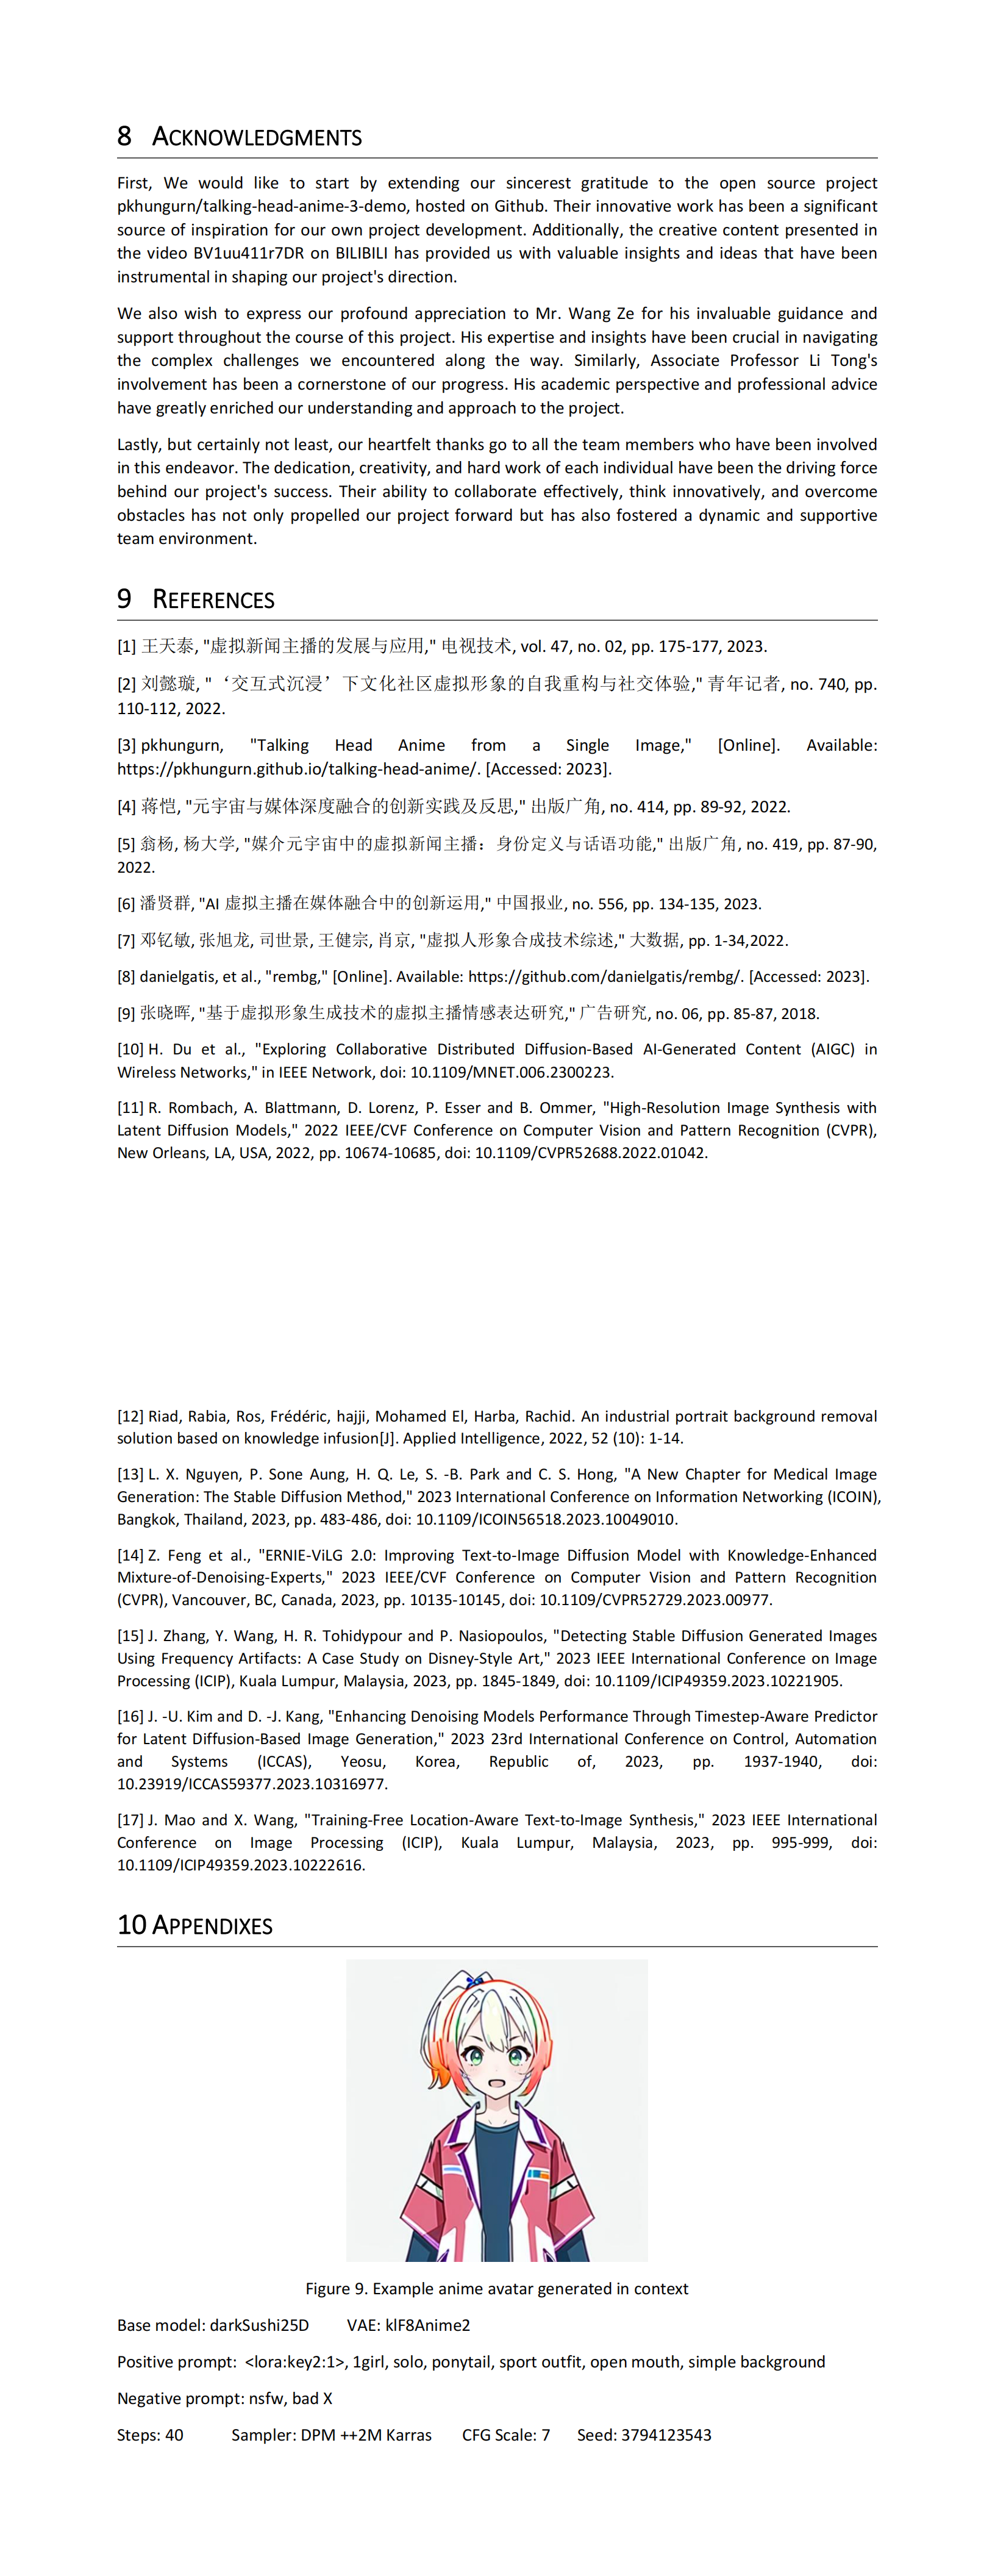 8 ACKNOWLEDGMENTS
First, We would like to start by extending our sincerest gratitude to the open source project
pkhungurn/talking-head-anime-3-demo, hosted on Github. Their innovative work has been a significant
source of inspiration for our own project development. Additionally, the creative content presented in
the video BV1uu411r7DR on BILIBILI has provided us with valuable insights and ideas that have been
instrumental in shaping our project's direction.
We also wish to express our profound appreciation to Mr. Wang Ze for his invaluable guidance and
support throughout the course of this project. His expertise and insights have been crucial in navigating
the complex challenges we encountered along the way. Similarly, Associate Professor Li Tong's
involvement has been a cornerstone of our progress. His academic perspective and professional advice
have greatly enriched our understanding and approach to the project.
Lastly, but certainly not least, our heartfelt thanks go to all the team members who have been involved
in this endeavor. The dedication, creativity, and hard work of each individual have been the driving force
behind our project's success. Their ability to collaborate effectively, think innovatively, and overcome
obstacles has not only propelled our project forward but has also fostered a dynamic and supportive
team environment.
9 REFERENCES
[1] 王天泰, "虚拟新闻主播的发展与应用," 电视技术, vol. 47, no. 02, pp. 175-177, 2023.
[2] 刘懿璇, "‘交互式沉浸’下文化社区虚拟形象的自我重构与社交体验," 青年记者, no. 740, pp.
110-112, 2022.
[3] pkhungurn, "Talking Head Anime from a Single Image," [Online]. Available:
https://pkhungurn.github.io/talking-head-anime/. [Accessed: 2023].
[4] 蒋恺, "元宇宙与媒体深度融合的创新实践及反思," 出版广角, no. 414, pp. 89-92, 2022.
[5] 翁杨, 杨大学, "媒介元宇宙中的虚拟新闻主播：身份定义与话语功能," 出版广角, no. 419, pp. 87-90,
2022.
[6] 潘贤群, "AI 虚拟主播在媒体融合中的创新运用," 中国报业, no. 556, pp. 134-135, 2023.
[7] 邓钇敏, 张旭龙, 司世景, 王健宗, 肖京, "虚拟人形象合成技术综述," 大数据, pp. 1-34,2022.
[8] danielgatis, et al., "rembg," [Online]. Available: https://github.com/danielgatis/rembg/. [Accessed: 2023].
[9] 张晓晖, "基于虚拟形象生成技术的虚拟主播情感表达研究," 广告研究, no. 06, pp. 85-87, 2018.
[10] H. Du et al., "Exploring Collaborative Distributed Diffusion-Based AI-Generated Content (AIGC) in
Wireless Networks," in IEEE Network, doi: 10.1109/MNET.006.2300223.
[11] R. Rombach, A. Blattmann, D. Lorenz, P. Esser and B. Ommer, "High-Resolution Image Synthesis with
Latent Diffusion Models," 2022 IEEE/CVF Conference on Computer Vision and Pattern Recognition (CVPR),
New Orleans, LA, USA, 2022, pp. 10674-10685, doi: 10.1109/CVPR52688.2022.01042.
[12] Riad, Rabia, Ros, Frédéric, hajji, Mohamed El, Harba, Rachid. An industrial portrait background removal
solution based on knowledge infusion[J]. Applied Intelligence, 2022, 52 (10): 1-14.
[13] L. X. Nguyen, P. Sone Aung, H. Q. Le, S. -B. Park and C. S. Hong, "A New Chapter for Medical Image
Generation: The Stable Diffusion Method," 2023 International Conference on Information Networking (ICOIN),
Bangkok, Thailand, 2023, pp. 483-486, doi: 10.1109/ICOIN56518.2023.10049010.
[14] Z. Feng et al., "ERNIE-ViLG 2.0: Improving Text-to-Image Diffusion Model with Knowledge-Enhanced
Mixture-of-Denoising-Experts," 2023 IEEE/CVF Conference on Computer Vision and Pattern Recognition
(CVPR), Vancouver, BC, Canada, 2023, pp. 10135-10145, doi: 10.1109/CVPR52729.2023.00977.
[15] J. Zhang, Y. Wang, H. R. Tohidypour and P. Nasiopoulos, "Detecting Stable Diffusion Generated Images
Using Frequency Artifacts: A Case Study on Disney-Style Art," 2023 IEEE International Conference on Image
Processing (ICIP), Kuala Lumpur, Malaysia, 2023, pp. 1845-1849, doi: 10.1109/ICIP49359.2023.10221905.
[16] J. -U. Kim and D. -J. Kang, "Enhancing Denoising Models Performance Through Timestep-Aware Predictor
for Latent Diffusion-Based Image Generation," 2023 23rd International Conference on Control, Automation
and Systems (ICCAS), Yeosu, Korea, Republic of, 2023, pp. 1937-1940, doi:
10.23919/ICCAS59377.2023.10316977.
[17] J. Mao and X. Wang, "Training-Free Location-Aware Text-to-Image Synthesis," 2023 IEEE International
Conference on Image Processing (ICIP), Kuala Lumpur, Malaysia, 2023, pp. 995-999, doi:
10.1109/ICIP49359.2023.10222616.
10 APPENDIXES
Figure 9. Example anime avatar generated in context
Base model: darkSushi25D VAE: klF8Anime2
Positive prompt: <lora:key2:1>, 1girl, solo, ponytail, sport outfit, open mouth, simple background
Negative prompt: nsfw, bad X
Steps: 40 Sampler: DPM ++2M Karras CFG Scale: 7 Seed: 3794123543